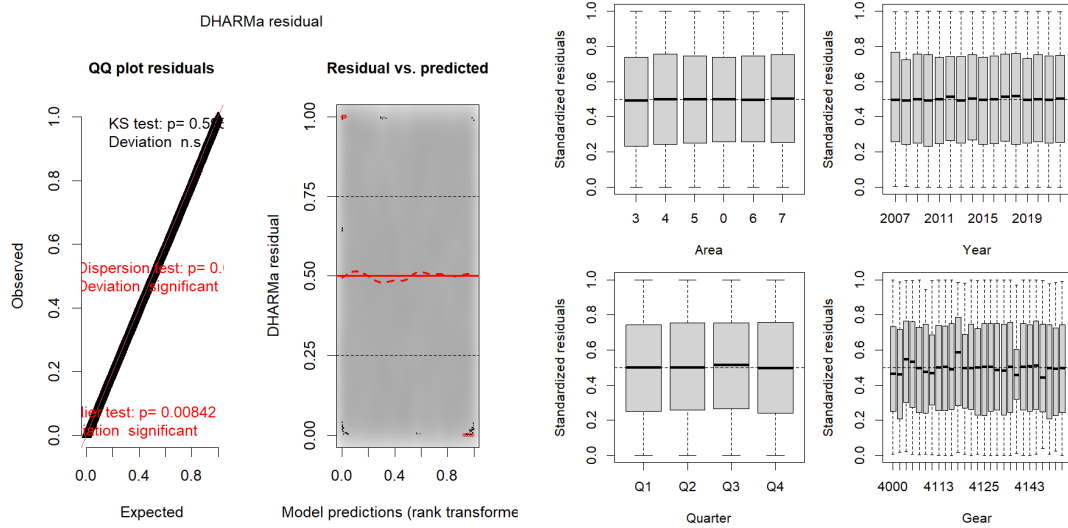 DHARMa residual
QQ plot residuals
KS test: p= 0.59
Deviation n.s.
Dispersion test: p= 0.
Deviation significant
lier test: p= 0.00842
iation significant
Observed
0.0 0.2 0.4 0.6 0.8 1.0
0.0 0.4 0.8
Expected
Residual vs. predicted
DHARMa residual
0.00 0.25 0.50 0.75 1.00
0.0 0.4 0.8
Model predictions (rank transforme
Standardized residuals
0.0 0.2 0.4 0.6 0.8 1.0
3 4 5 0 6 7
Area
Standardized residuals
0.0 0.2 0.4 0.6 0.8 1.0
2007 2011 2015 2019
Year
Standardized residuals
0.0 0.2 0.4 0.6 0.8 1.0
Q1 Q2 Q3 Q4
Quarter
Standardized residuals
0.0 0.2 0.4 0.6 0.8 1.0
4000 4113 4125 4143
Gear